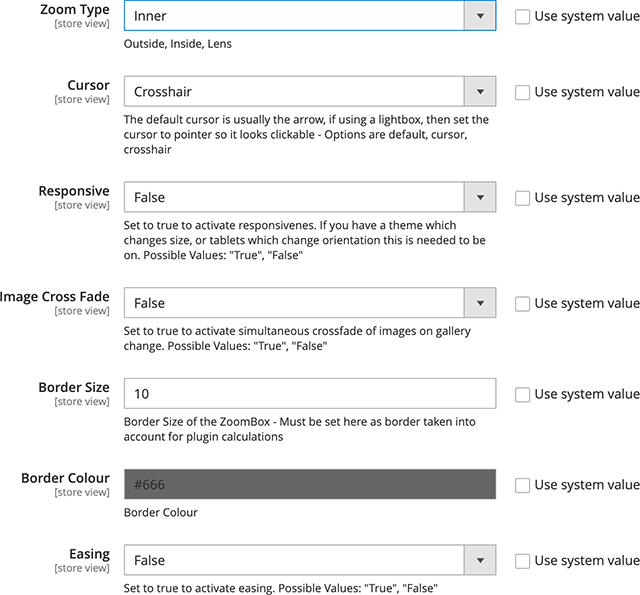 Zoom Type
[store view]
Inner
Use system value
Outside, Inside, Lens
Cursor
[store view]
Crosshair
Use system value
The default cursor is usually the arrow, if using a lightbox, then set the
cursor to pointer so it looks clickable - Options are default, cursor,
crosshair
Responsive
[store view]
False
Use system value
Set to true to activate responsivenes. If you have a theme which
changes size, or tablets which change orientation this is needed to be
on. Possible Values: "True", "False"
Image Cross Fade
[store view]
False
Use system value
Set to true to activate simultaneous crossfade of images on gallery
change. Possible Values: "True", "False"
Border Size
[store view]
10
Use system value
Border Size of the ZoomBox - Must be set here as border taken into
account for plugin calculations
Border Colour
[store view]
#666
Use system value
Border Colour
Easing
[store view]
False
Use system value
Set to true to activate easing. Possible Values: "True", "False"